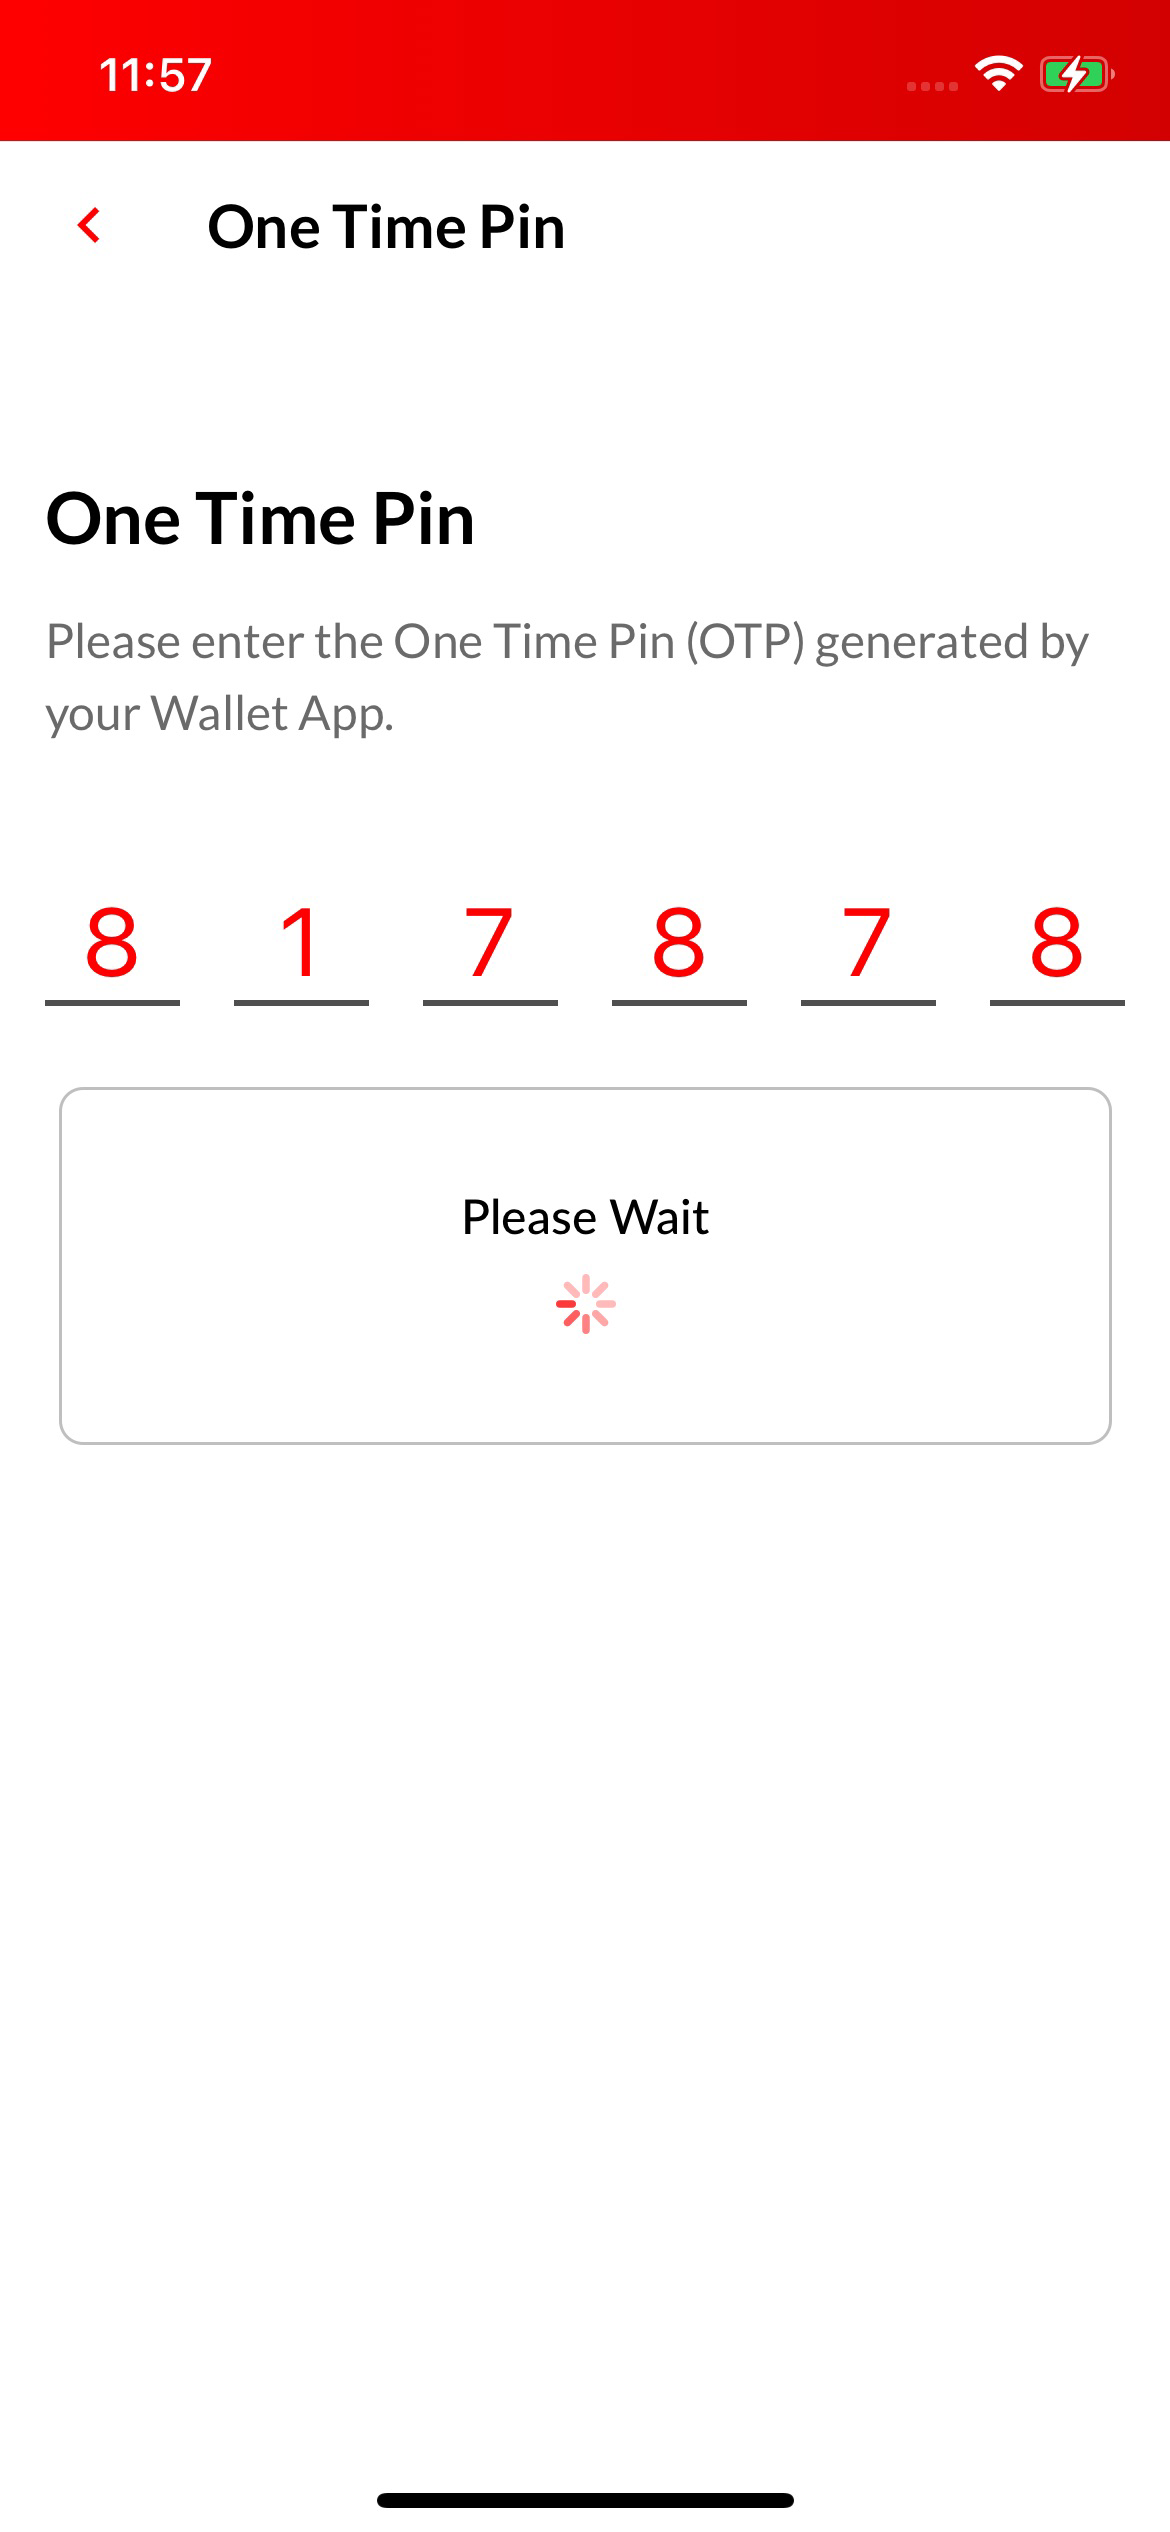 11:57
One Time Pin
One Time Pin
Please enter the One Time Pin (OTP) generated by
your Wallet App.
8 1 7 8 7 8
Please Wait